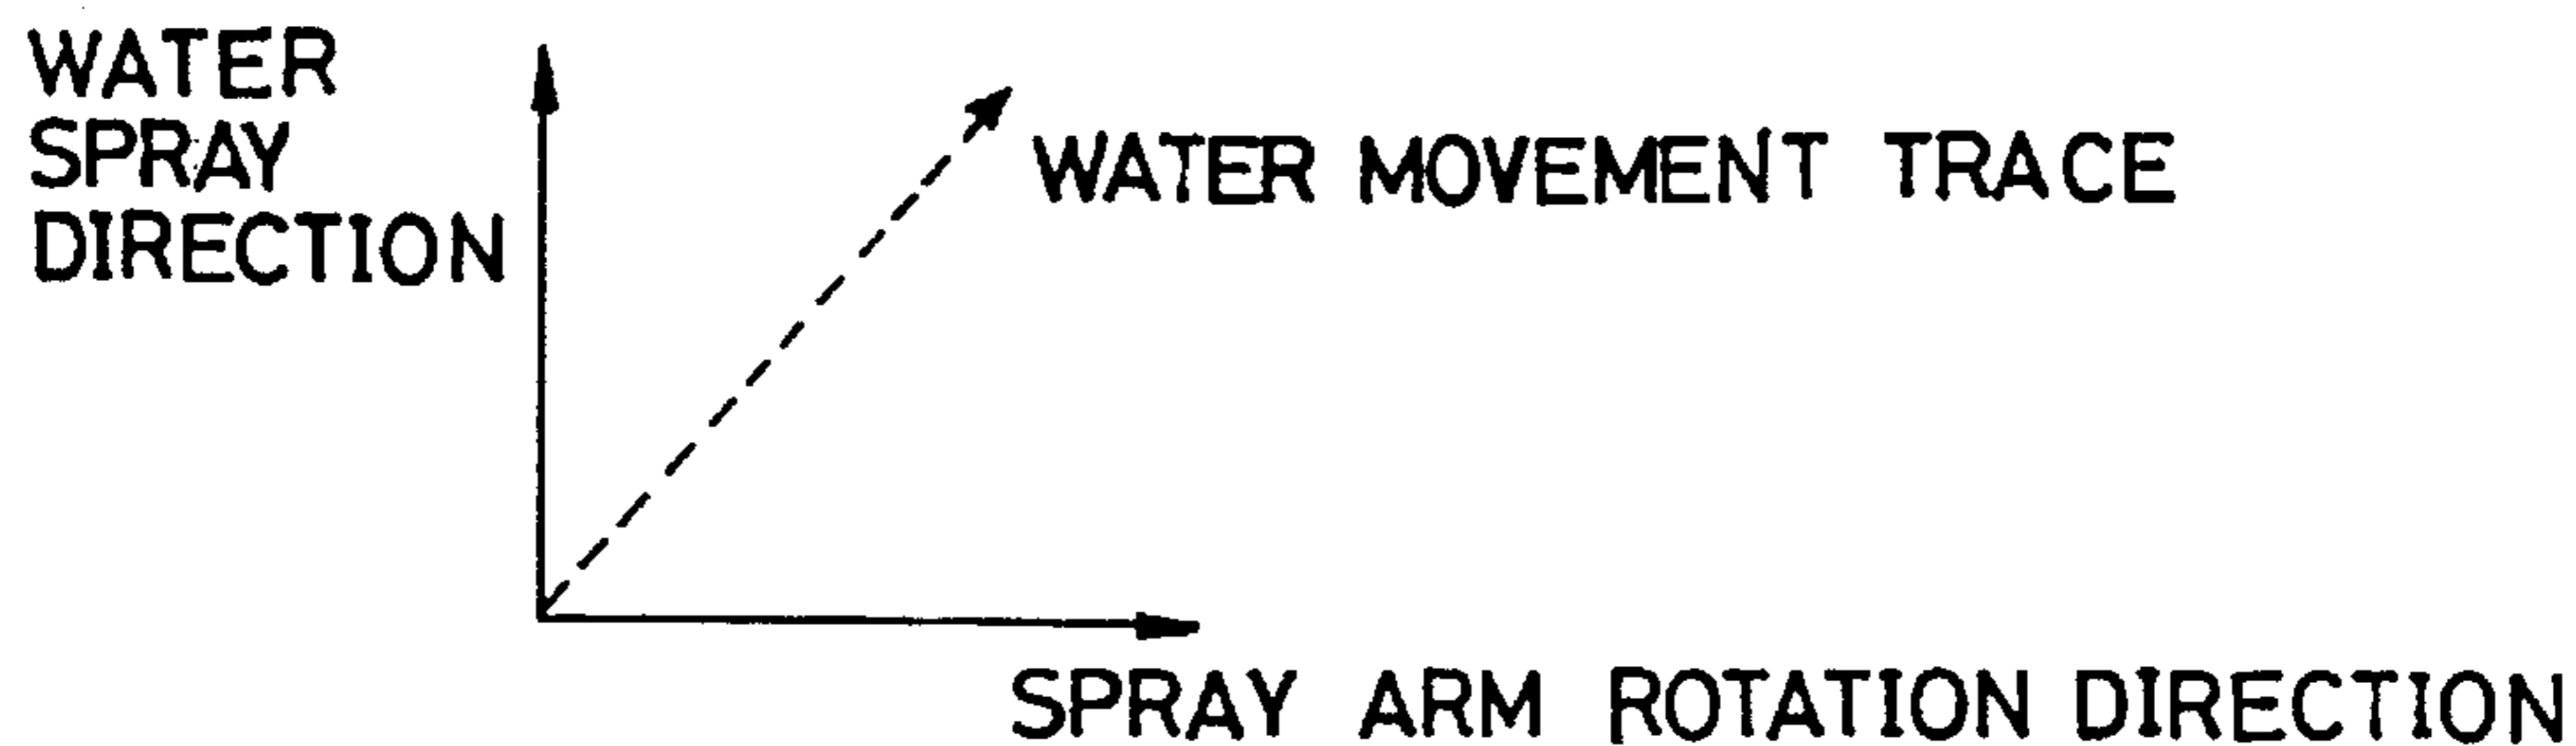 WATER
SPRAY
DIRECTION
WATER MOVEMENT TRACE
SPRAY ARM ROTATION DIRECTION